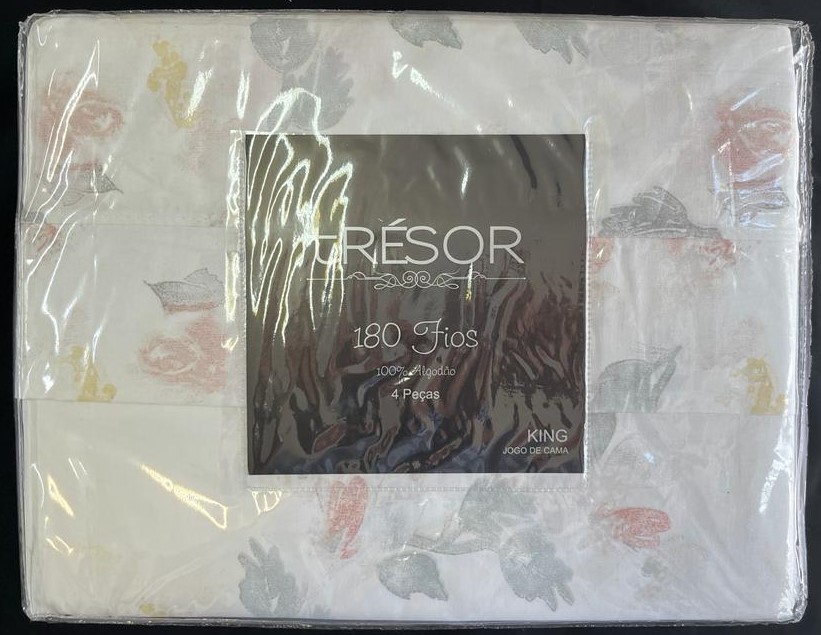 tRÉSOR
180 Fios
100% Algodão
4 Peças
KING
JOGO DE CAMA